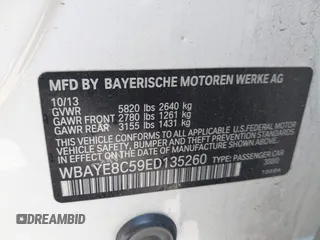 MFD BY BAYERISCHE MOTOREN WERKE AG
10/13
GVWR 5820 lbs 2640 kg
GAWR FRONT 2780 lbs 1261 kg
GAWR REAR 3155 lbs 1431 kg
THIS VEHICLE CONFORMS TO ALL APPLICABLE
FEDERAL MOTOR VEHICLE SAFETY, BUMPER,
AND THEFT PREVENTION STANDARDS IN EFFECT
ON THE DATE OF MANUFACTURE SHOWN ABOVE.
WBAYE8C59ED135260 TYPE: PASSENGER CAR
DREAMBID
DREAMBID.COM